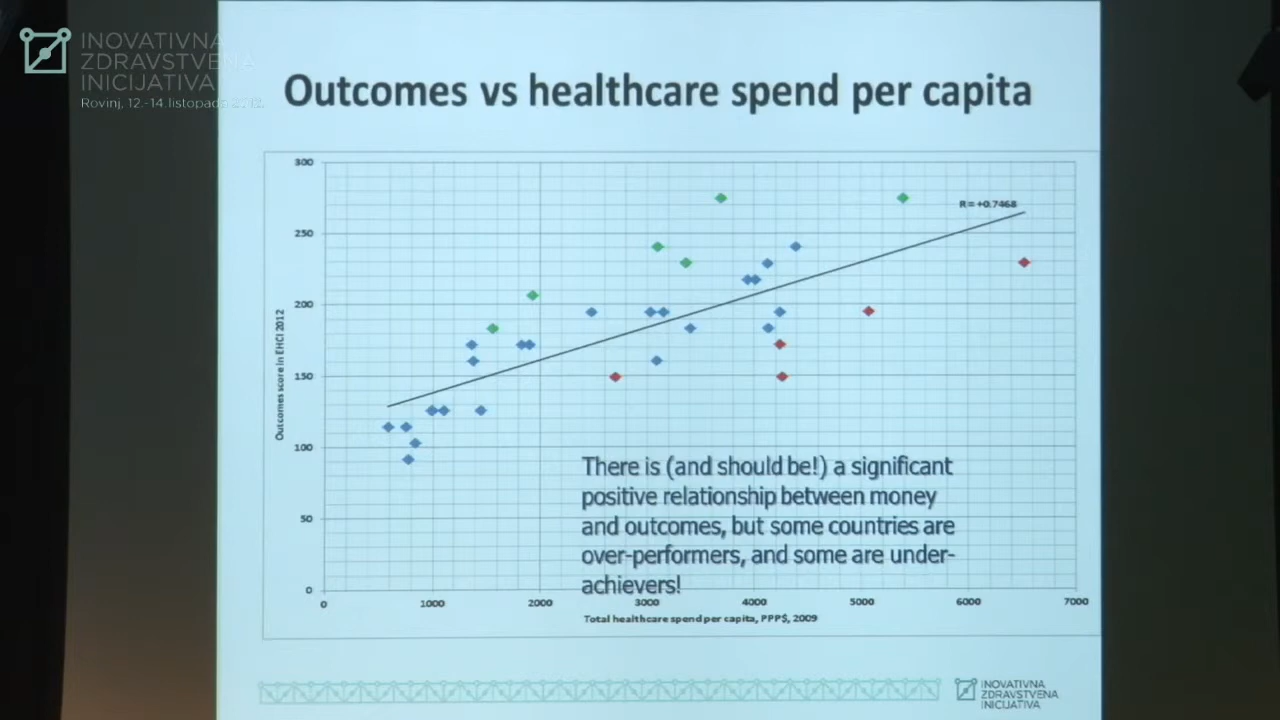 INOVATIVNA
ZDRAVSTVENA
INICIJATIVA
Rovinj, 12.-14.listopada
Outcomes vs healthcare spend per capita
300
250
200
150
100
50
0
Outcomes score in EHCI 2012
R = +0.7468
There is (and should be!) a significant
positive relationship between money
and outcomes, but some countries are
over-performers, and some are under-
achievers!
0 1000 2000 3000 4000 5000 6000 7000
Total healthcare spend per capita, PPP$, 2009
INOVATIVNA
ZDRAVSTVENA
INICIJATIVA